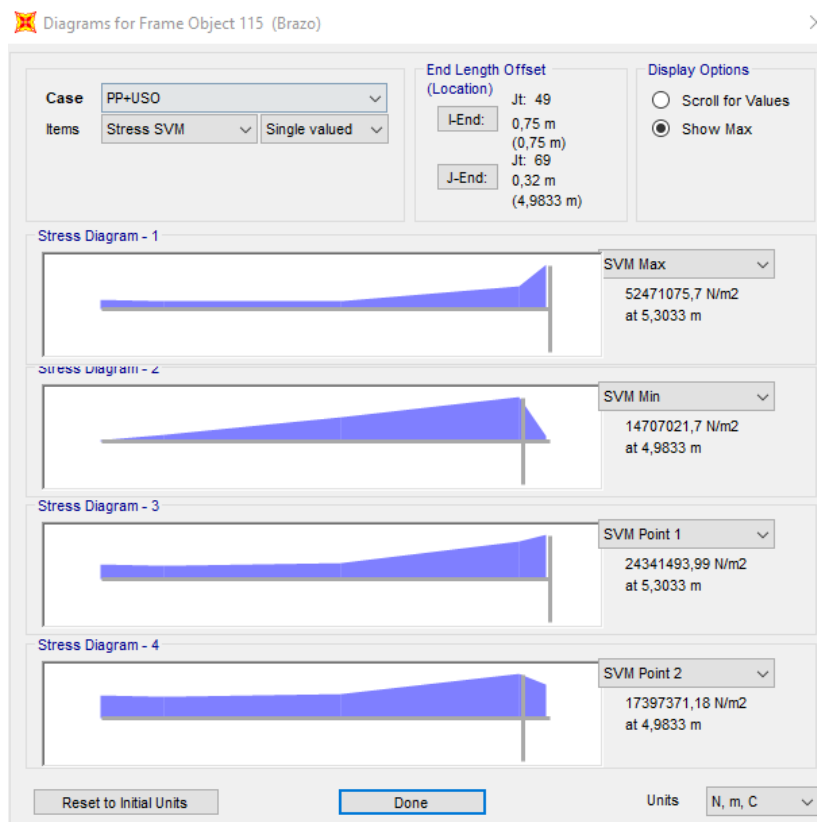 Diagrams for Frame Object 115 (Brazo)
Case PP+USO
Items Stress SVM Single valued
End Length Offset
(Location)
Jt: 49
I-End: 0,75 m
(0,75 m)
Jt: 69
J-End: 0,32 m
(4,9833 m)
Display Options
Scroll for Values
Show Max
Stress Diagram - 1
SVM Max
52471075,7 N/m2
at 5,3033 m
Stress Diagram - 2
SVM Min
14707021,7 N/m2
at 4,9833 m
Stress Diagram - 3
SVM Point 1
24341493,99 N/m2
at 5,3033 m
Stress Diagram - 4
SVM Point 2
17397371,18 N/m2
at 4,9833 m
Reset to Initial Units
Done
Units N, m, C